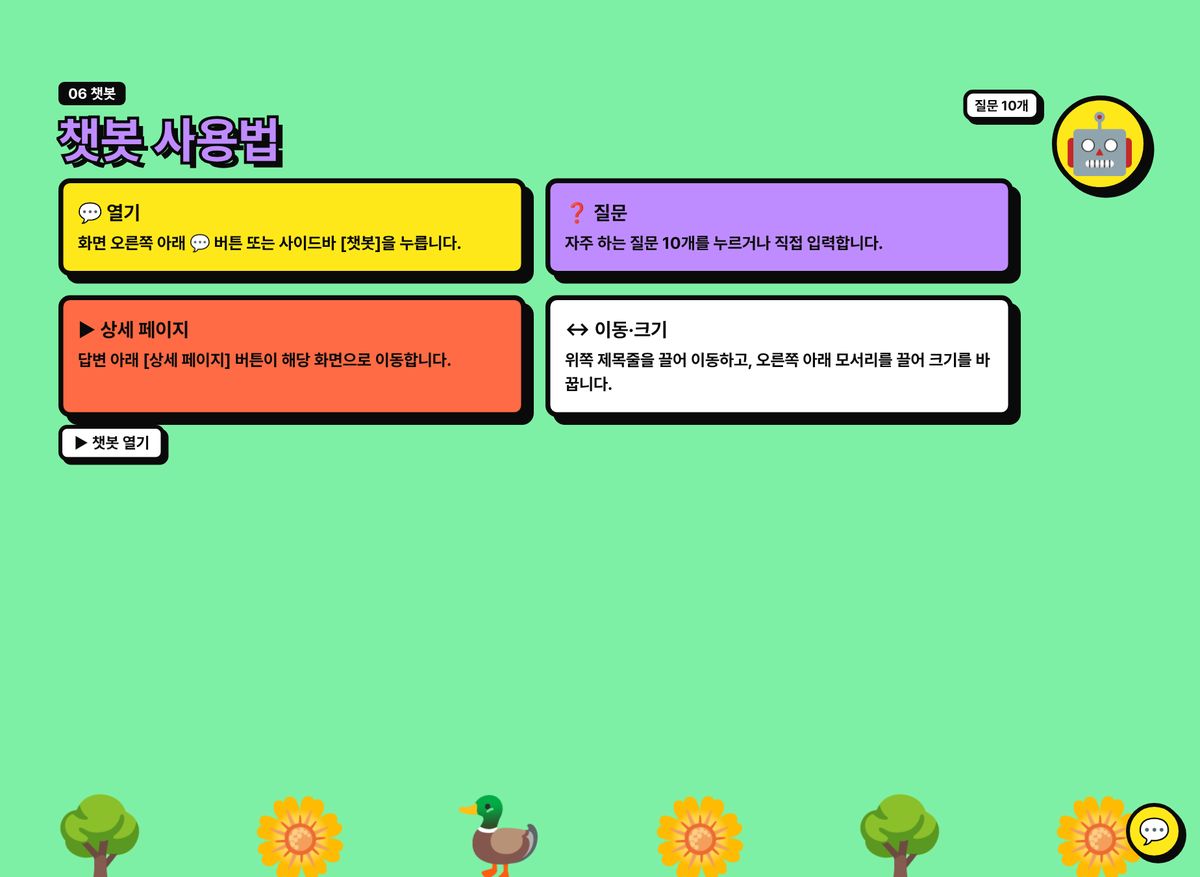 06 챗봇
챗봇 사용법
질문 10개
💬 열기
화면 오른쪽 아래 💬 버튼 또는 사이드바 [챗봇]을 누릅니다.
❓ 질문
자주 하는 질문 10개를 누르거나 직접 입력합니다.
▶ 상세 페이지
답변 아래 [상세 페이지] 버튼이 해당 화면으로 이동합니다.
↔ 이동·크기
위쪽 제목줄을 끌어 이동하고, 오른쪽 아래 모서리를 끌어 크기를 바
꿉니다.
▶ 챗봇 열기